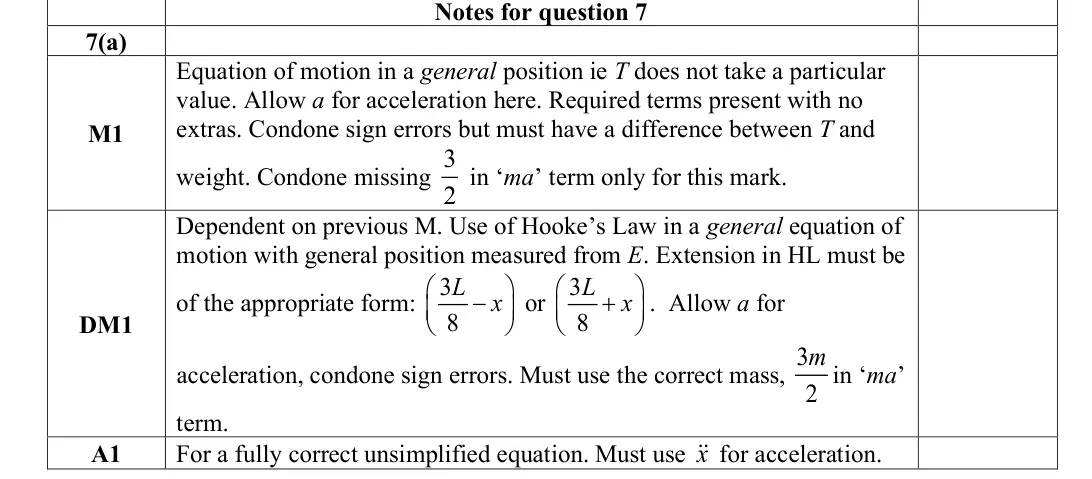 Notes for question 7
7(a)
Equation of motion in a general position ie T does not take a particular
value. Allow a for acceleration here. Required terms present with no
M1 extras. Condone sign errors but must have a difference between T and
weight. Condone missing 3/2 in ‘ma’ term only for this mark.
Dependent on previous M. Use of Hooke’s Law in a general equation of
motion with general position measured from E. Extension in HL must be
of the appropriate form: (3L/8 − x) or (3L/8 + x). Allow a for
DM1
acceleration, condone sign errors. Must use the correct mass, 3m/2 in ‘ma’
term.
A1 For a fully correct unsimplified equation. Must use ẍ for acceleration.